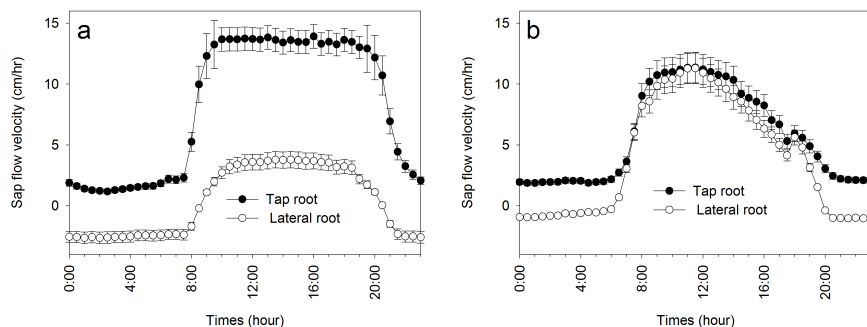 a
15
10
5
0
Sap flow velocity (cm/hr)
Tap root
Lateral root
0:00
4:00
8:00
12:00
16:00
20:00
Times (hour)
b
15
10
5
0
Sap flow velocity (cm/hr)
Tap root
Lateral root
0:00
4:00
8:00
12:00
16:00
20:00
Times (hour)